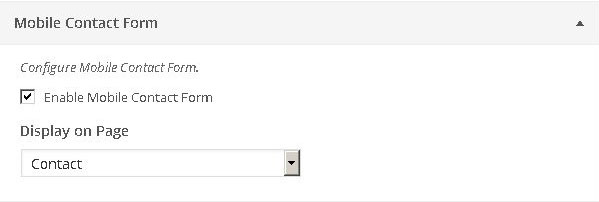 Mobile Contact Form
Configure Mobile Contact Form.
Enable Mobile Contact Form
Display on Page
Contact